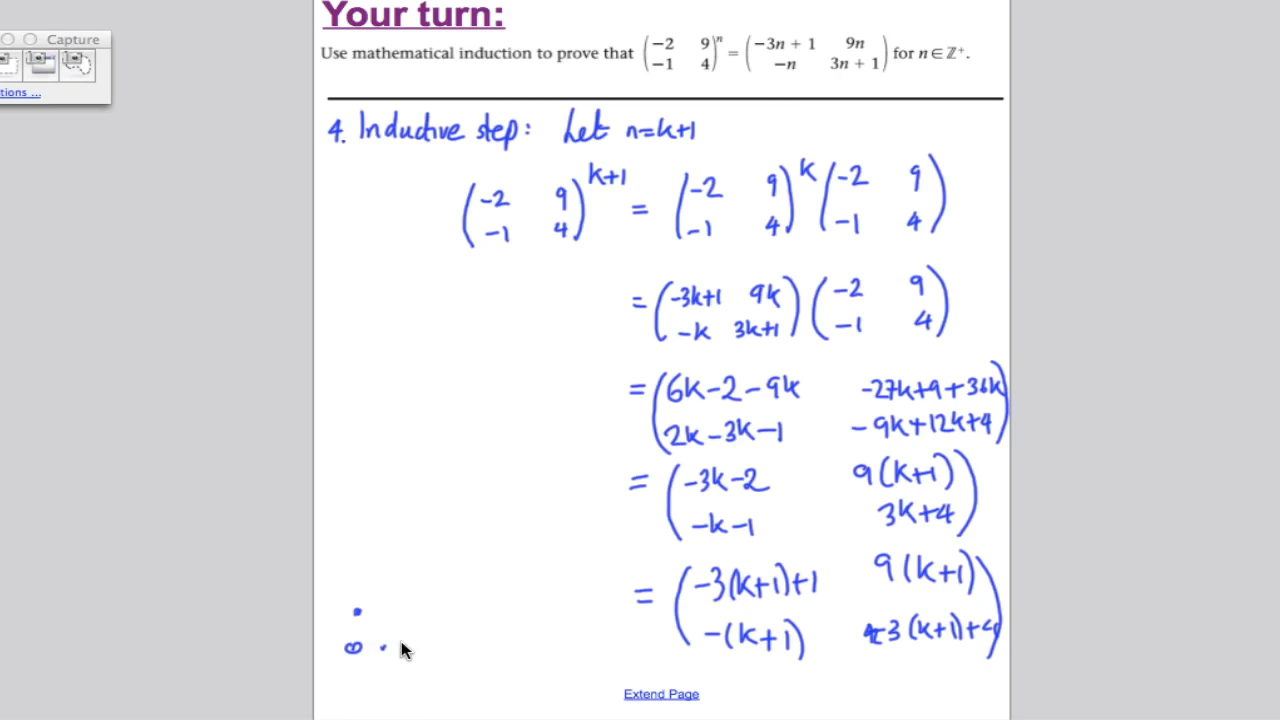 Your turn:
Capture
tions ...
Use mathematical induction to prove that (−2 9 −1 4)ⁿ = (−3n + 1 9n −n 3n + 1) for n ∈ ℤ⁺.
4. Inductive step: Let n=k+1
(-2 9 -1 4)^k+1 = (-2 9 -1 4)^k (-2 9 -1 4)
= (-3k+1 9k -k 3k+1) (-2 9 -1 4)
= (6k-2-9k -27k+9+36k
2k-3k-1 -9k+12k+4)
= (-3k-2 9(k+1)
-k-1 3k+4)
= (-3(k+1)+1 9(k+1)
-(k+1) 3(k+1)+4)
Extend Page